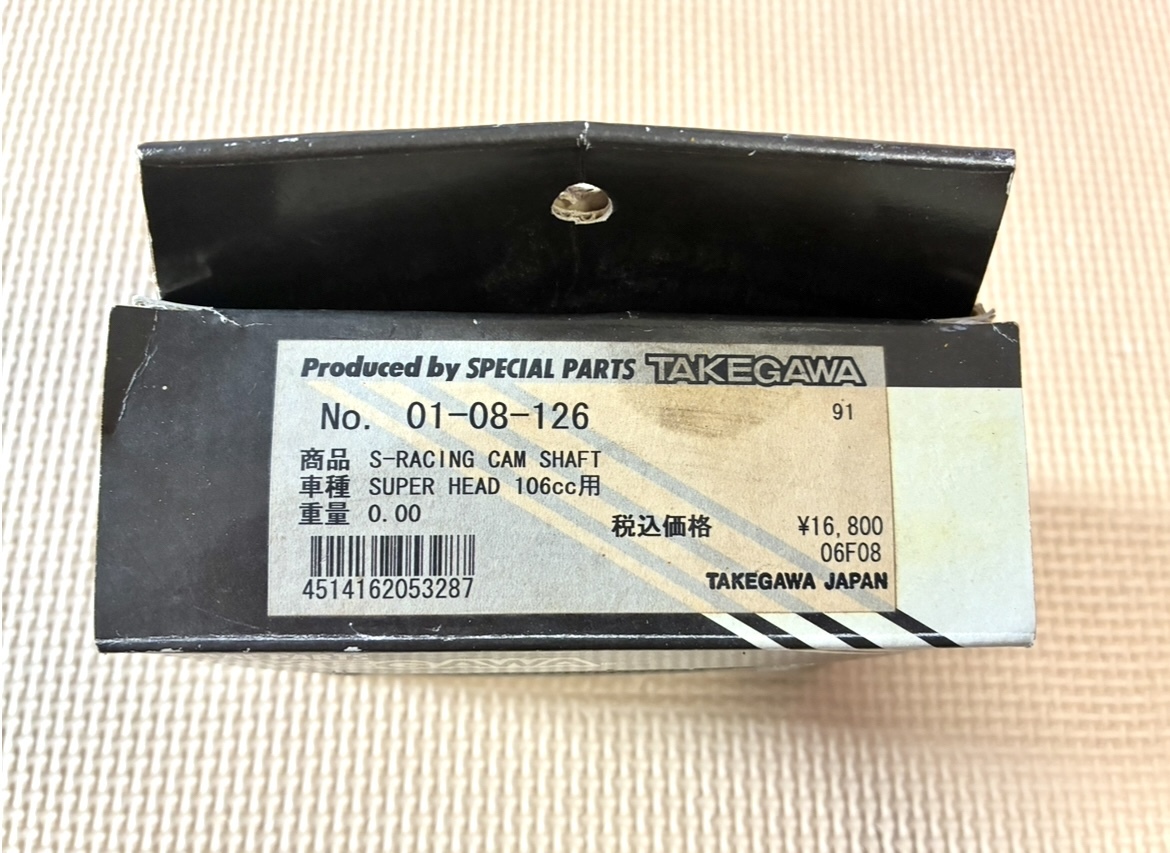 Produced by SPECIAL PARTS TAKEGAWA
No. 01-08-126 91
商品 S-RACING CAM SHAFT
車種 SUPER HEAD 106cc用
重量 0.00
税込価格 ¥16,800
06F08
4514162053287
TAKEGAWA JAPAN